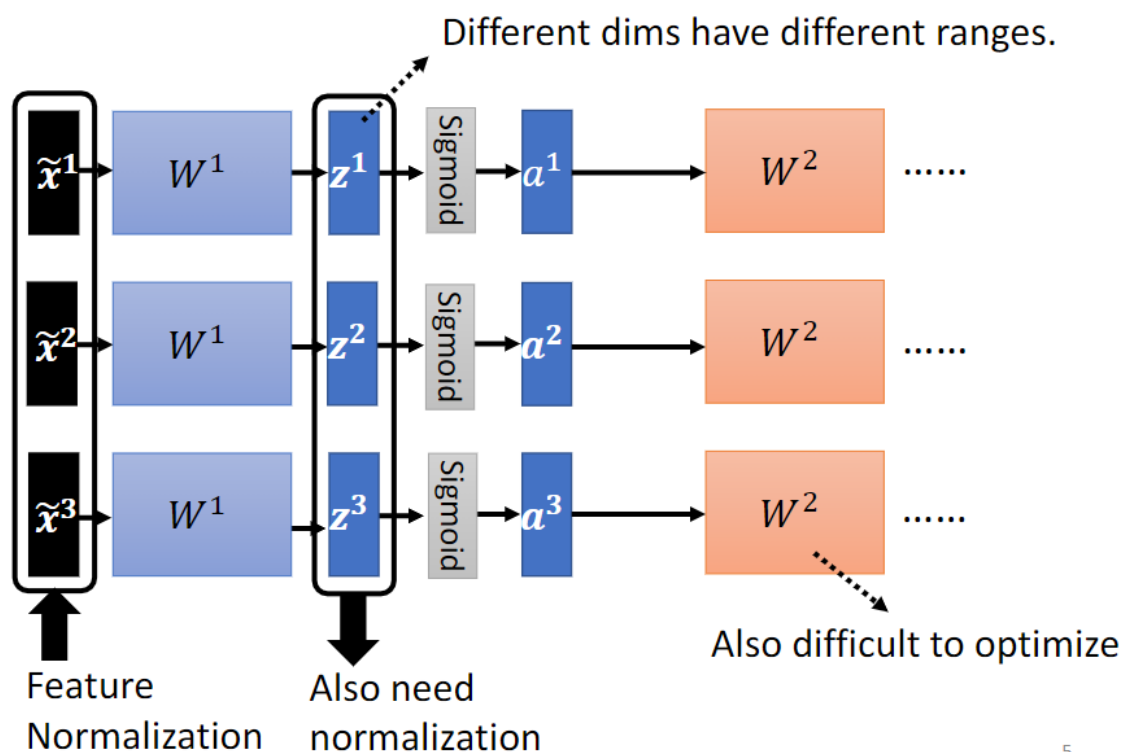 Different dims have different ranges.
x̃¹ W¹ z¹ Sigmoid a¹ W² ……
x̃² W¹ z² Sigmoid a² W² ……
x̃³ W¹ z³ Sigmoid a³ W² ……
Also difficult to optimize
Feature
Normalization
Also need
normalization
5